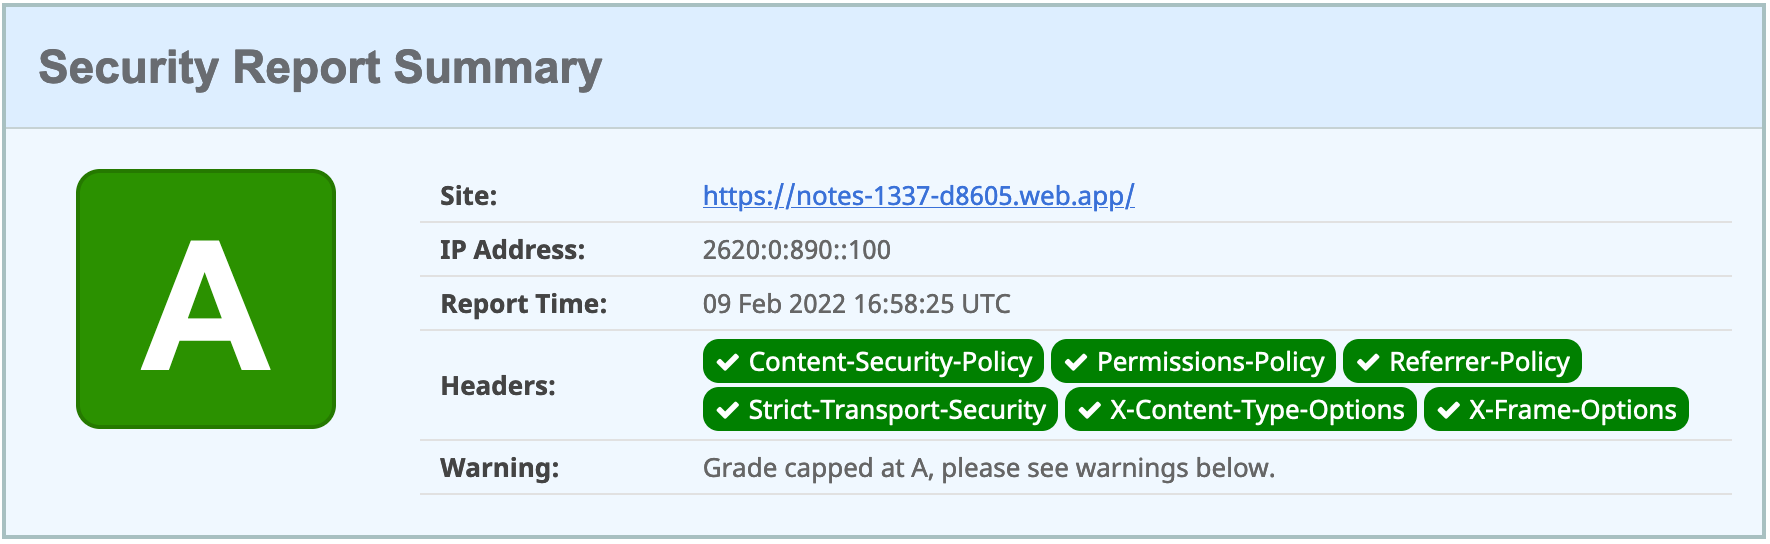 Security Report Summary
A
Site: https://notes-1337-d8605.web.app/
IP Address: 2620:0:890::100
Report Time: 09 Feb 2022 16:58:25 UTC
Headers: Content-Security-Policy Permissions-Policy Referrer-Policy
Strict-Transport-Security X-Content-Type-Options X-Frame-Options
Warning: Grade capped at A, please see warnings below.